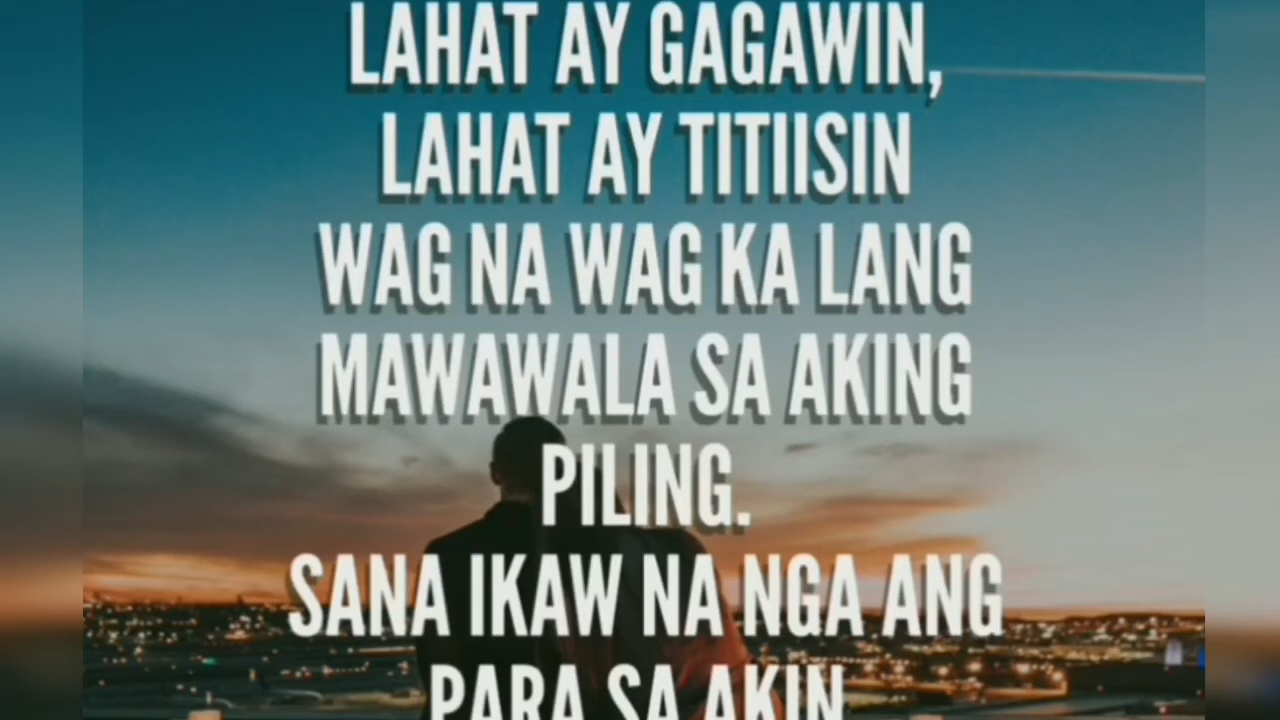 LAHAT AY GAGAWIN,
LAHAT AY TITIISIN
WAG NA WAG KA LANG
MAWAWALA SA AKING
PILING.
SANA IKAW NA NGA ANG
PARA SA AKIN